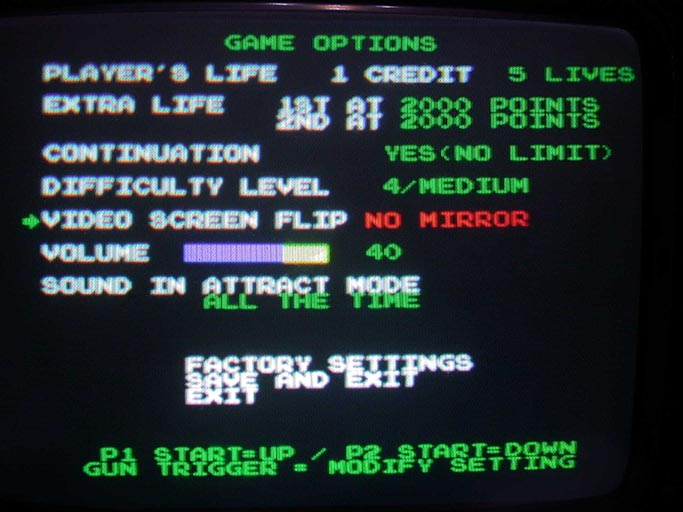 GAME OPTIONS
PLAYER'S LIFE 1 CREDIT 5 LIVES
EXTRA LIFE 1ST AT 2000 POINTS
2ND AT 2000 POINTS
CONTINUATION YES(NO LIMIT)
DIFFICULTY LEVEL 4/MEDIUM
VIDEO SCREEN FLIP NO MIRROR
VOLUME 40
SOUND IN ATTRACT MODE
ALL THE TIME
FACTORY SETTINGS
SAVE AND EXIT
EXIT
P1 START=UP / P2 START=DOWN
GUN TRIGGER = MODIFY SETTING